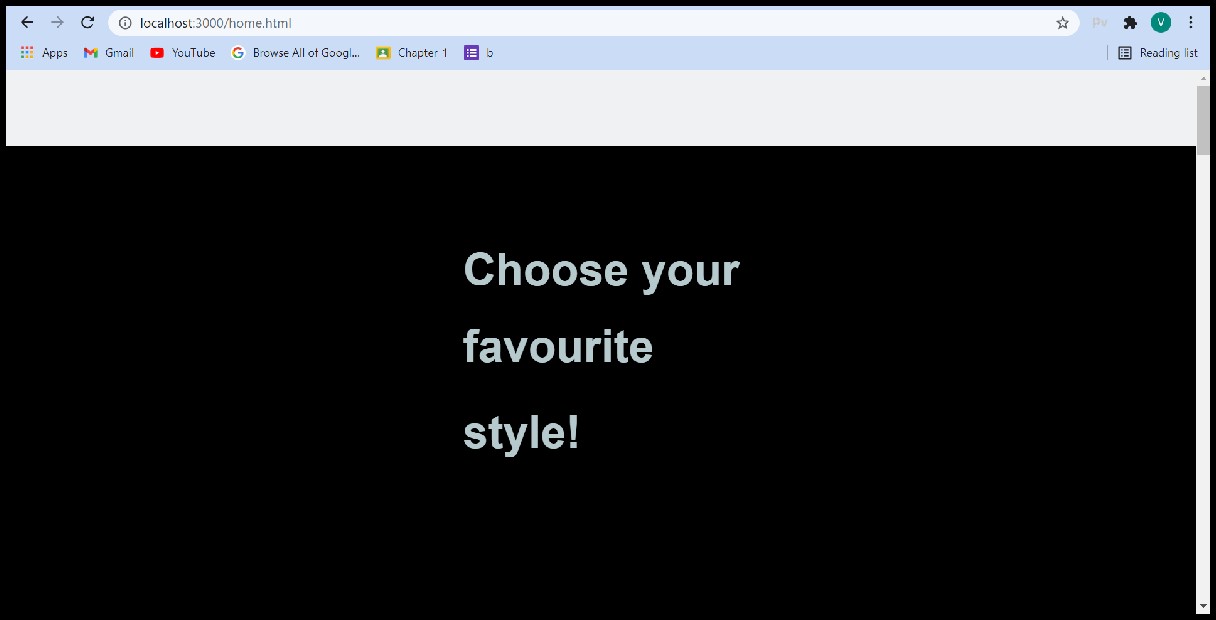 localhost:3000/home.html
Pv
V
Apps Gmail YouTube Browse All of Googl... Chapter 1 b Reading list
Choose your
favourite
style!